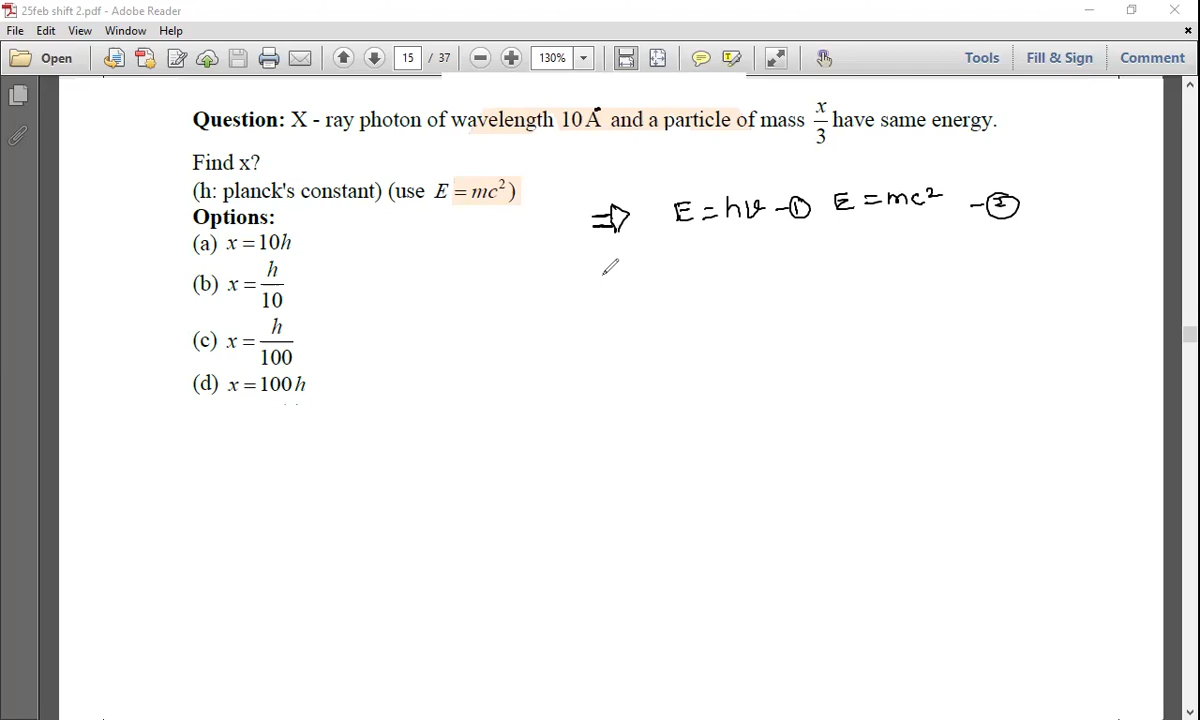 25feb shift 2.pdf - Adobe Reader
File Edit View Window Help
Open 15 / 37 130% Tools Fill & Sign Comment
Question: X - ray photon of wavelength 10 Å and a particle of mass x/3 have same energy.
Find x?
(h: planck's constant) (use E = mc²)
⇒ E = hν -① E = mc² -②
Options:
(a) x = 10h
(b) x = h/10
(c) x = h/100
(d) x = 100h